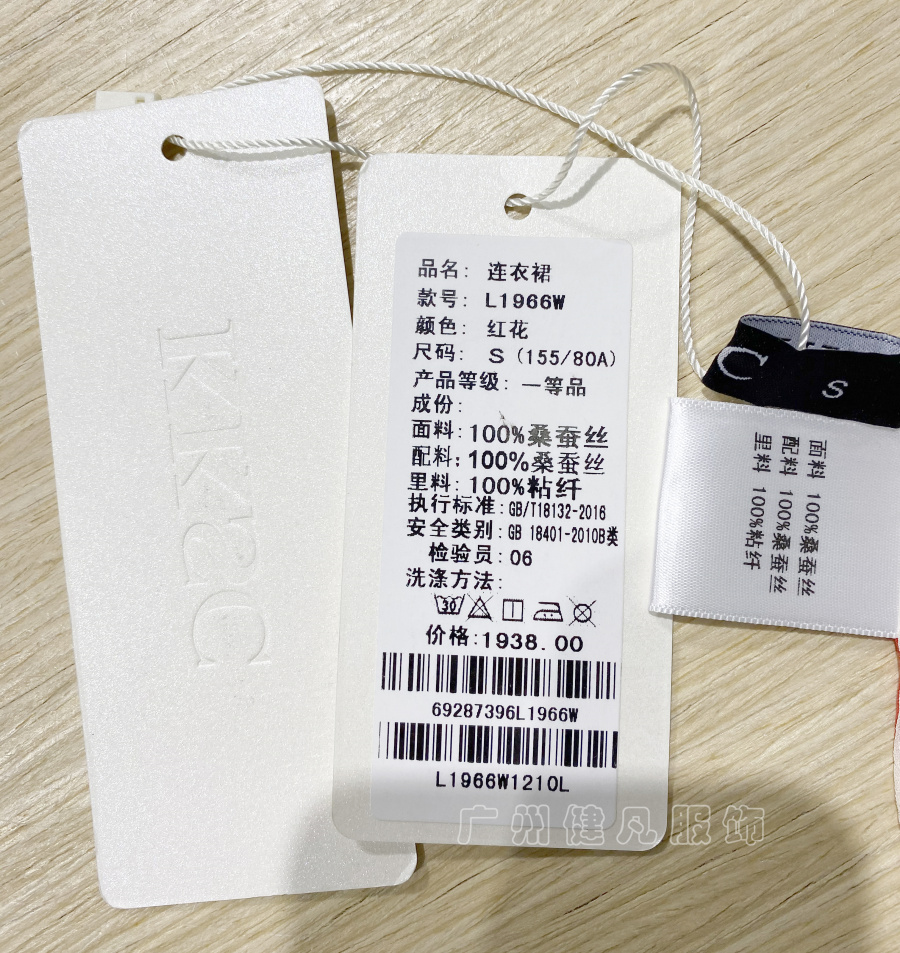 KK&C
品名: 连衣裙
款号: L1966W
颜色: 红花
尺码: S (155/80A)
产品等级: 一等品
成份:
面料:100%桑蚕丝
配料:100%桑蚕丝
里料:100%粘纤
执行标准:GB/T18132-2016
安全类别:GB 18401-2010B类
检验员:06
洗涤方法:
30
价格:1938.00
69287396L1966W
L1966W1210L
C S
面料 100%桑蚕丝
配料 100%桑蚕丝
里料 100%粘纤
广州健凡服饰